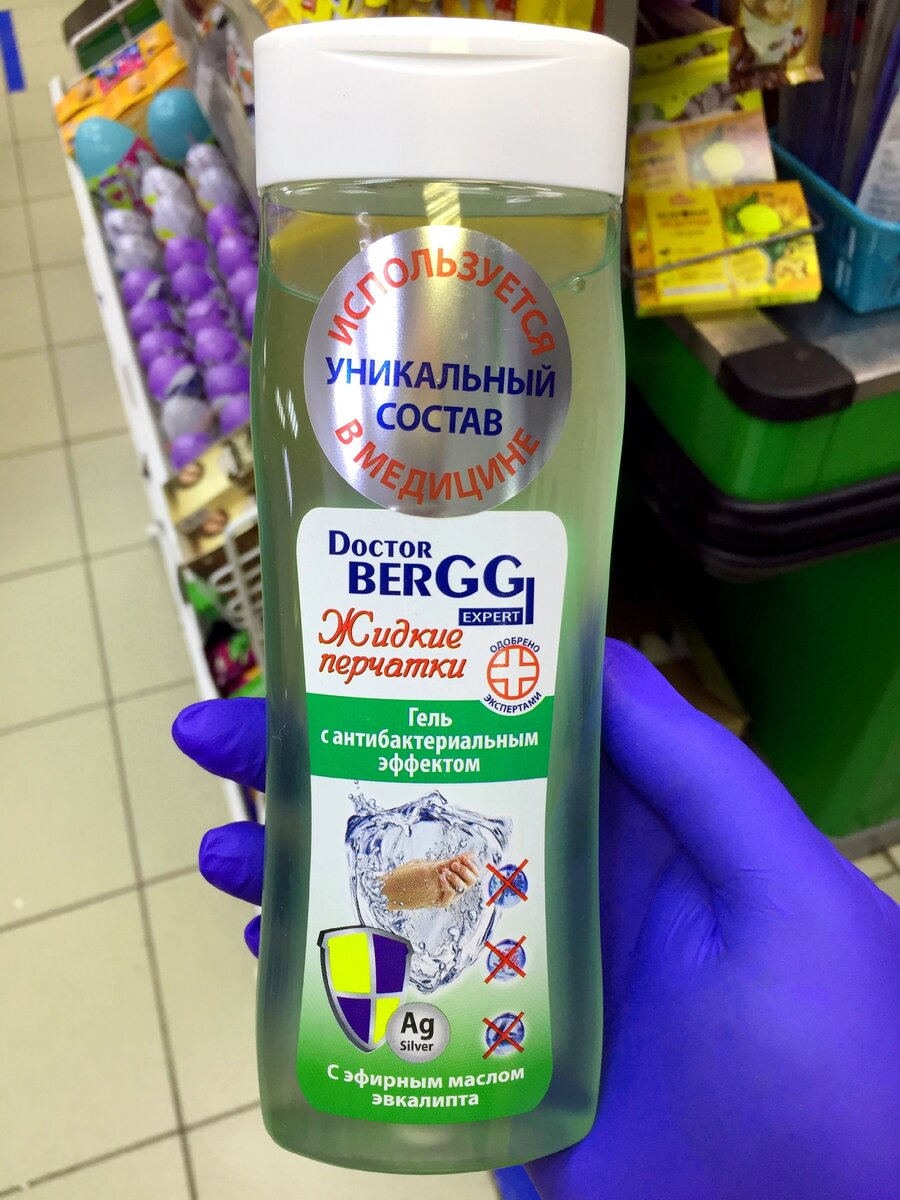 ИСПОЛЬЗУЕТСЯ
УНИКАЛЬНЫЙ
СОСТАВ
В МЕДИЦИНЕ
DOCTOR
BERGG
EXPERT
Жидкие
перчатки
ОДОБРЕНО
ЭКСПЕРТАМИ
Гель
с антибактериальным
эффектом
Ag
Silver
С эфирным маслом
эвкалипта